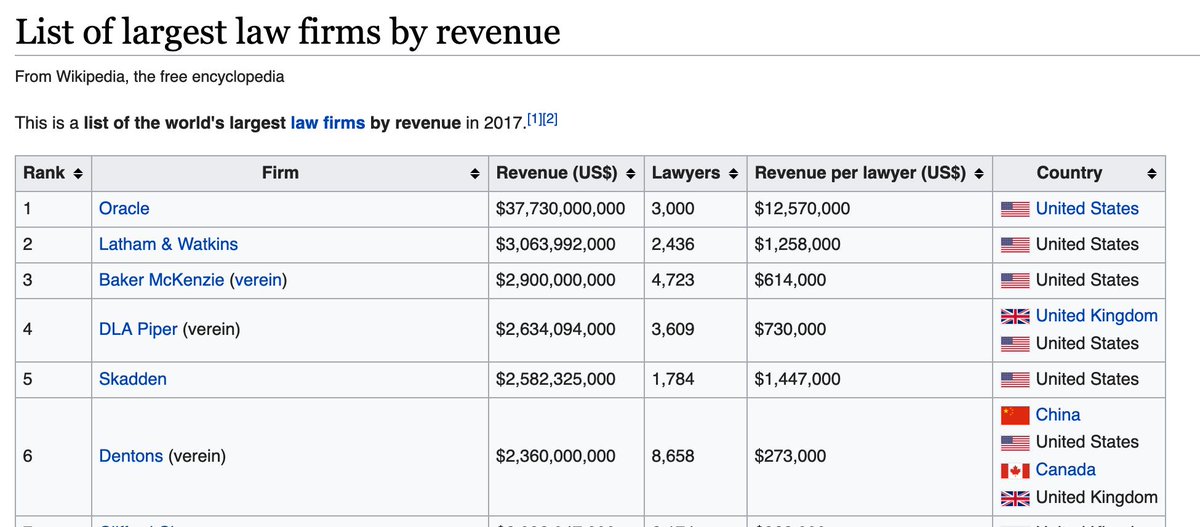 List of largest law firms by revenue
From Wikipedia, the free encyclopedia
This is a list of the world's largest law firms by revenue in 2017.[1][2]
Rank Firm Revenue (US$) Lawyers Revenue per lawyer (US$) Country
1 Oracle $37,730,000,000 3,000 $12,570,000 United States
2 Latham & Watkins $3,063,992,000 2,436 $1,258,000 United States
3 Baker McKenzie (verein) $2,900,000,000 4,723 $614,000 United States
4 DLA Piper (verein) $2,634,094,000 3,609 $730,000 United Kingdom
United States
5 Skadden $2,582,325,000 1,784 $1,447,000 United States
6 Dentons (verein) $2,360,000,000 8,658 $273,000 China
United States
Canada
United Kingdom